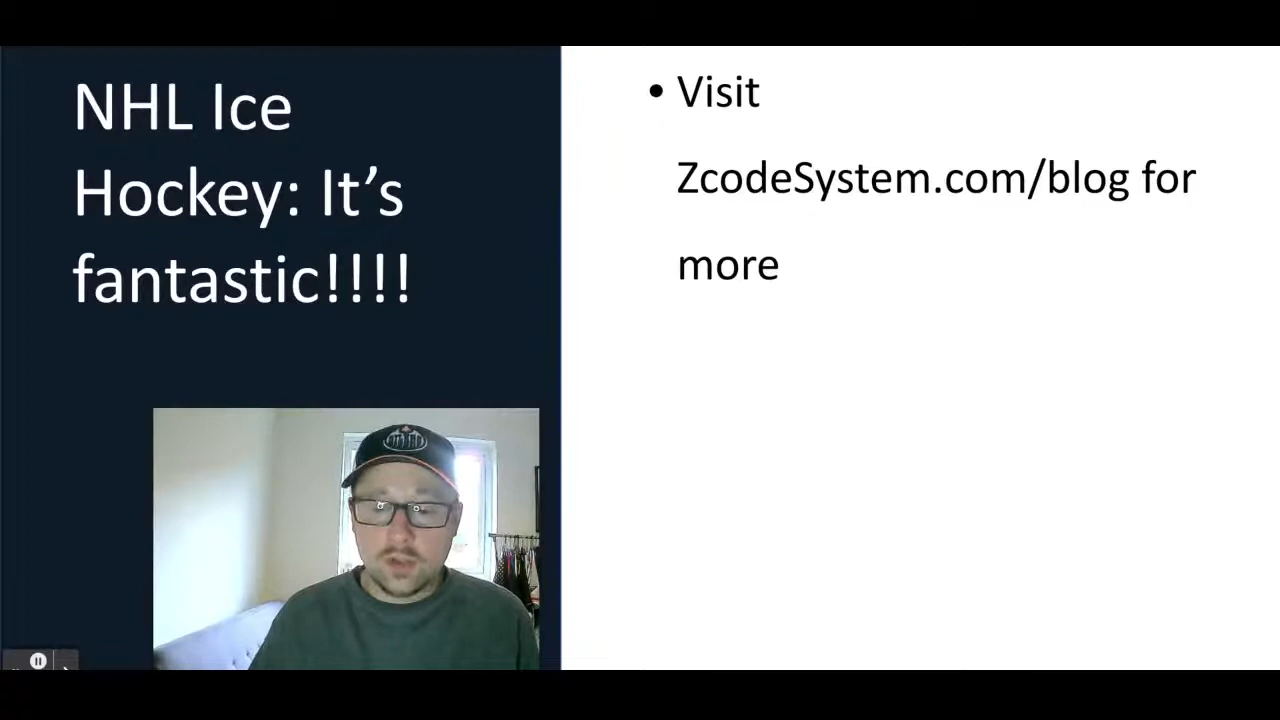 NHL Ice
Hockey: It’s
fantastic!!!!
• Visit
ZcodeSystem.com/blog for
more